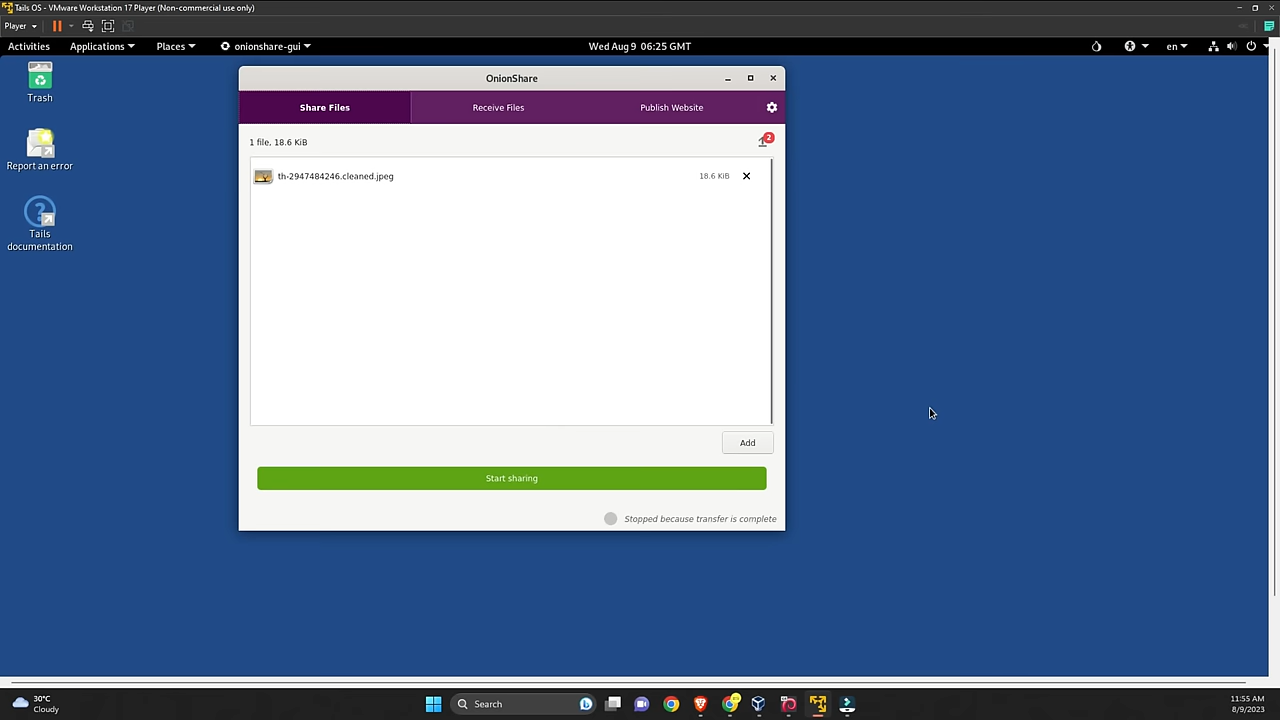 Tails OS - VMware Workstation 17 Player (Non-commercial use only)
Player
Activities Applications Places onionshare-gui Wed Aug 9 06:25 GMT en
Trash
Report an error
Tails
documentation
OnionShare
Share Files Receive Files Publish Website
1 file, 18.6 KiB 2
th-2947484246.cleaned.jpeg 18.6 KiB
Add
Start sharing
Stopped because transfer is complete
30°C
Cloudy
Search
11:55 AM
8/9/2023